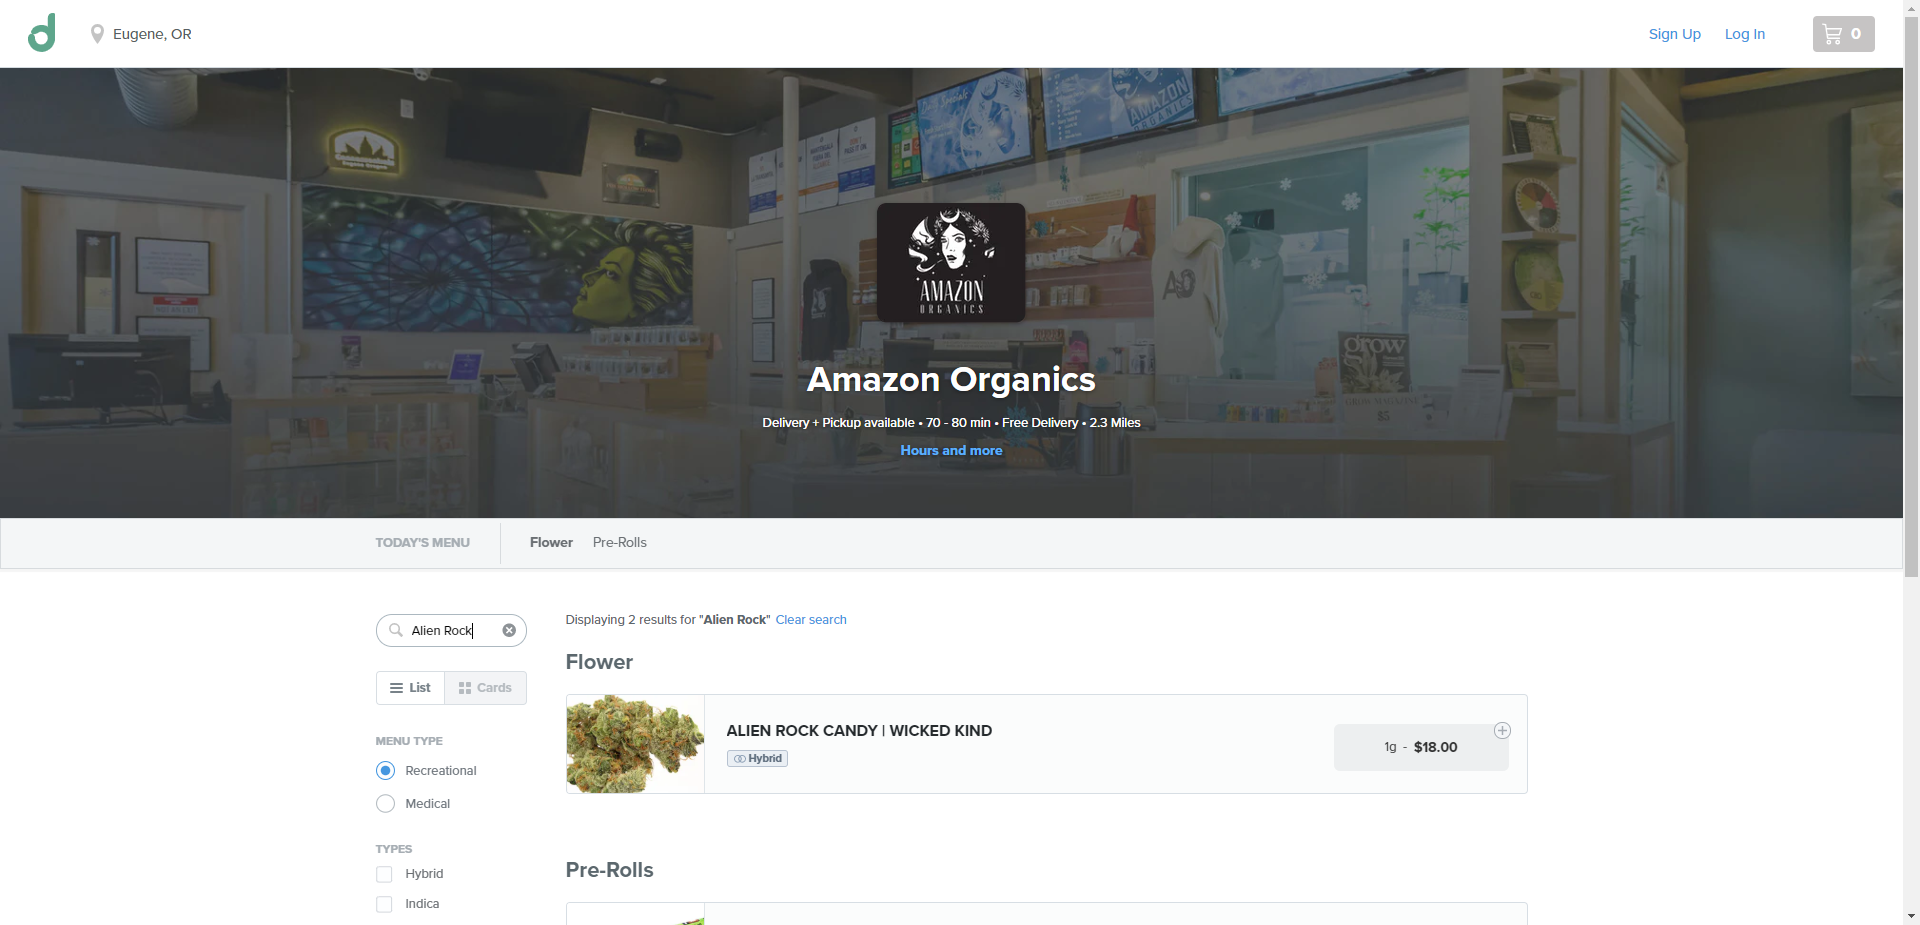 Eugene, OR
Sign Up
Log In
0
AMAZON
ORGANICS
Amazon Organics
Delivery + Pickup available • 70 - 80 min • Free Delivery • 2.3 Miles
Hours and more
TODAY'S MENU
Flower
Pre-Rolls
Alien Rock
Displaying 2 results for "Alien Rock" Clear search
List
Cards
Flower
ALIEN ROCK CANDY | WICKED KIND
Hybrid
1g - $18.00
MENU TYPE
Recreational
Medical
TYPES
Hybrid
Indica
Pre-Rolls